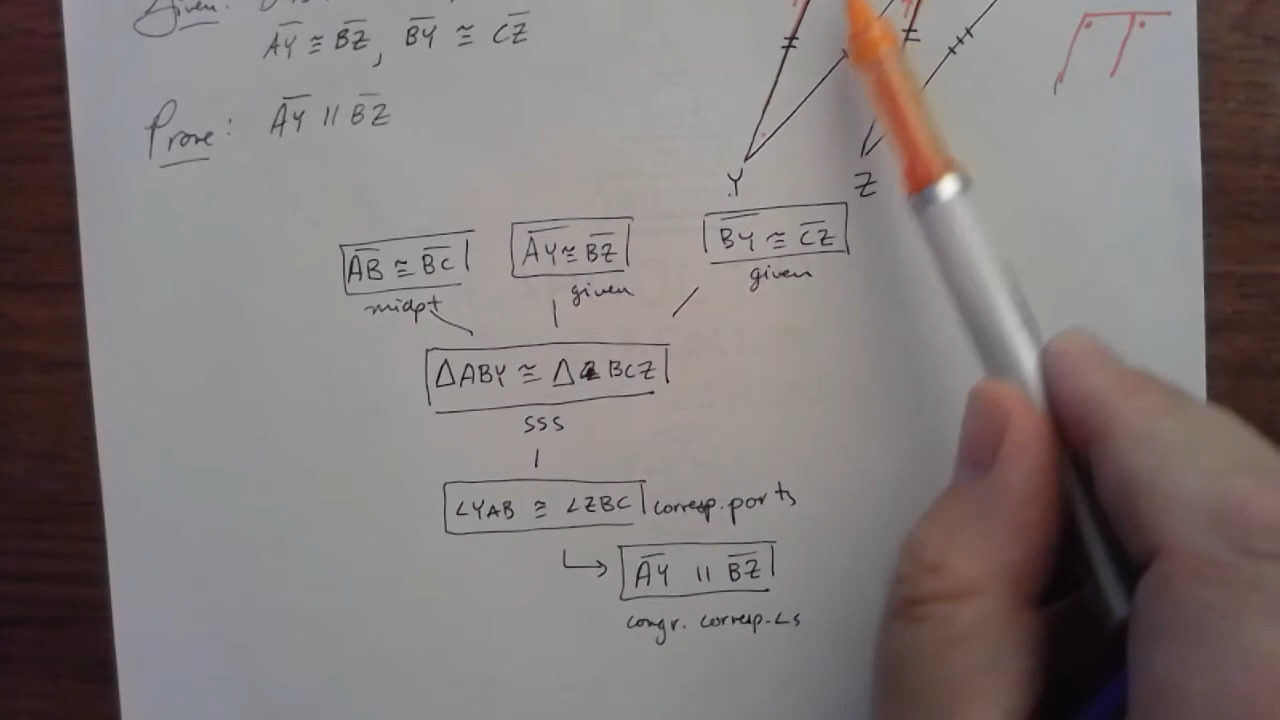 Given:
AY ≅ BZ, BY ≅ CZ
Prove: AY || BZ
Y
Z
AB ≅ BC
midpt
AY ≅ BZ
given
BY ≅ CZ
given
△ABY ≅ △BCZ
SSS
∠YAB ≅ ∠ZBC corresp. parts
AY || BZ
congr. corresp. ∠s